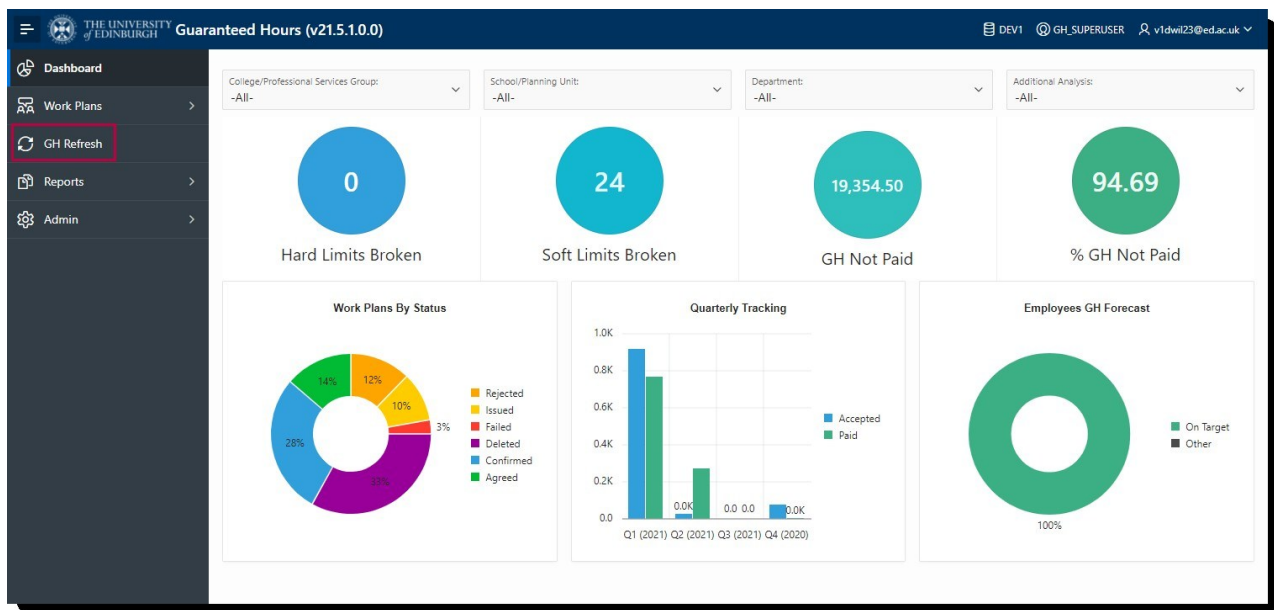 THE UNIVERSITY
of EDINBURGH
Guaranteed Hours (v21.5.1.0.0)
DEV1
GH_SUPERUSER
v1dwil23@ed.ac.uk
Dashboard
Work Plans
GH Refresh
Reports
Admin
College/Professional Services Group:
-All-
School/Planning Unit:
-All-
Department:
-All-
Additional Analysis:
-All-
0
Hard Limits Broken
24
Soft Limits Broken
19,354.50
GH Not Paid
94.69
% GH Not Paid
Work Plans By Status
14%
12%
10%
3%
28%
33%
Rejected
Issued
Failed
Deleted
Confirmed
Agreed
Quarterly Tracking
1.0K
0.8K
0.6K
0.4K
0.2K
0.0
0.0K
0.0 0.0
0.0K
Q1 (2021) Q2 (2021) Q3 (2021) Q4 (2020)
Accepted
Paid
Employees GH Forecast
100%
On Target
Other